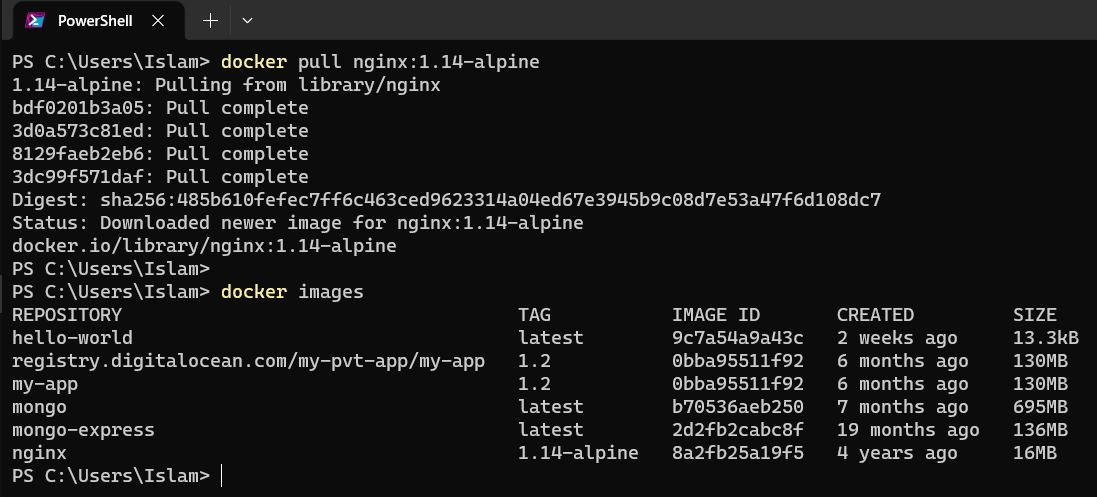 PowerShell
PS C:\Users\Islam> docker pull nginx:1.14-alpine
1.14-alpine: Pulling from library/nginx
bdf0201b3a05: Pull complete
3d0a573c81ed: Pull complete
8129faeb2eb6: Pull complete
3dc99f571daf: Pull complete
Digest: sha256:485b610fefec7ff6c463ced9623314a04ed67e3945b9c08d7e53a47f6d108dc7
Status: Downloaded newer image for nginx:1.14-alpine
docker.io/library/nginx:1.14-alpine
PS C:\Users\Islam>
PS C:\Users\Islam> docker images
REPOSITORY TAG IMAGE ID CREATED SIZE
hello-world latest 9c7a54a9a43c 2 weeks ago 13.3kB
registry.digitalocean.com/my-pvt-app/my-app 1.2 0bba95511f92 6 months ago 130MB
my-app 1.2 0bba95511f92 6 months ago 130MB
mongo latest b70536aeb250 7 months ago 695MB
mongo-express latest 2d2fb2cabc8f 19 months ago 136MB
nginx 1.14-alpine 8a2fb25a19f5 4 years ago 16MB
PS C:\Users\Islam>